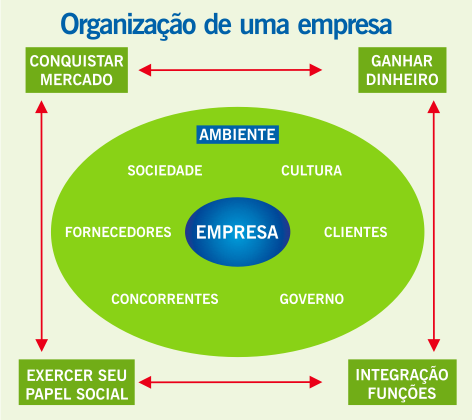 Organização de uma empresa
CONQUISTAR
MERCADO
GANHAR
DINHEIRO
AMBIENTE
SOCIEDADE
CULTURA
FORNECEDORES
EMPRESA
CLIENTES
CONCORRENTES
GOVERNO
EXERCER SEU
PAPEL SOCIAL
INTEGRAÇÃO
FUNÇÕES